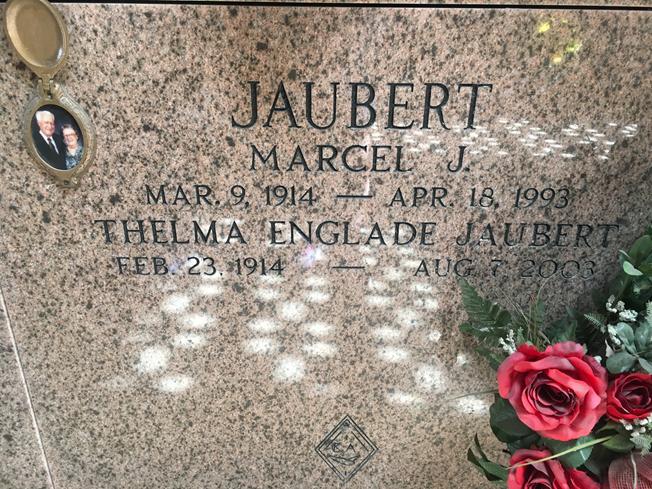 JAUBERT
MARCEL J.
MAR. 9, 1914 — APR. 18, 1993
THELMA ENGLADE JAUBERT
FEB. 23, 1914 — AUG. 7, 2003